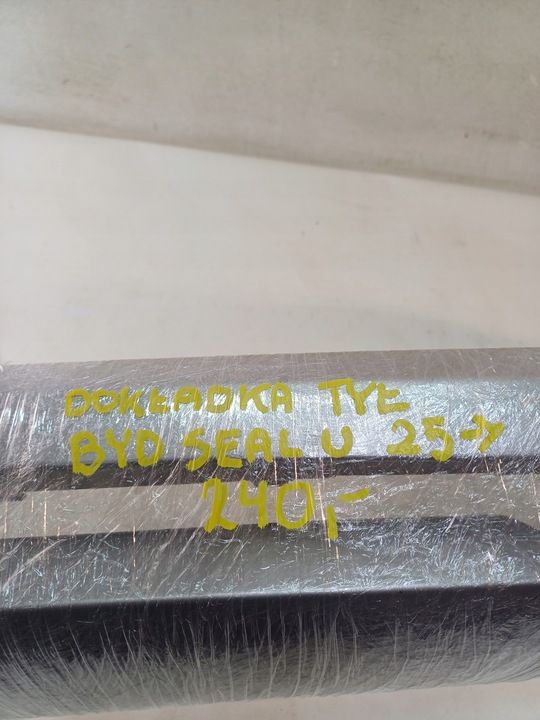 DOKŁADKA TYŁ
BYD SEAL U 25->
240,-